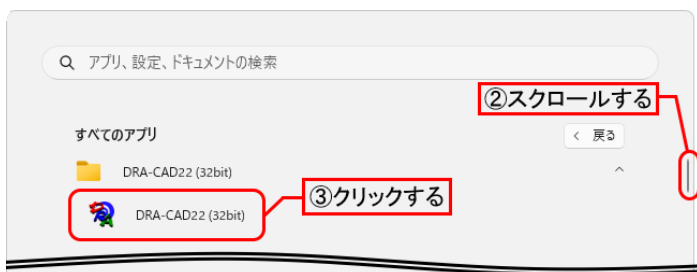 アプリ、設定、ドキュメントの検索
②スクロールする
すべてのアプリ
< 戻る
DRA-CAD22 (32bit)
③クリックする
DRA-CAD22 (32bit)